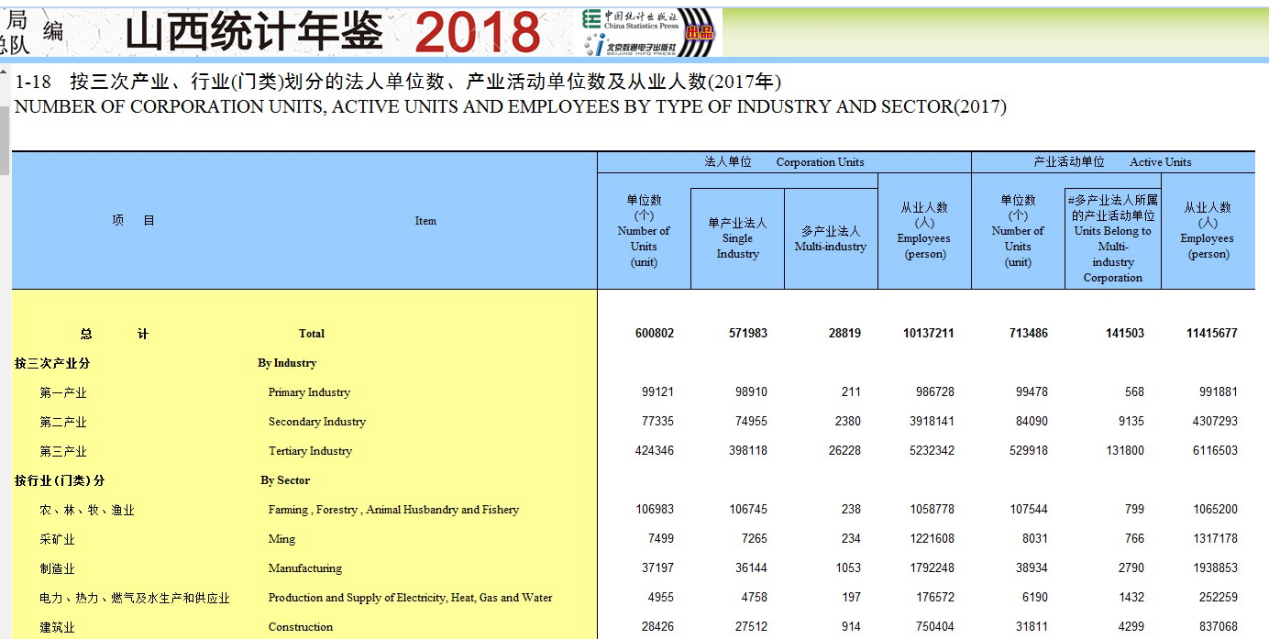 局 编 山西统计年鉴 2018 中国统计出版社 出品
China Statistics Press
总队
北京数通电子出版社
BEIJING INFO PRESS
1-18 按三次产业、行业(门类)划分的法人单位数、产业活动单位数及从业人数(2017年)
NUMBER OF CORPORATION UNITS, ACTIVE UNITS AND EMPLOYEES BY TYPE OF INDUSTRY AND SECTOR(2017)
项 目 Item
法人单位 Corporation Units
单位数
(个)
Number of
Units
(unit)
单产业法人
Single
Industry
多产业法人
Multi-industry
从业人数
(人)
Employees
(person)
产业活动单位 Active Units
单位数
(个)
Number of
Units
(unit)
#多产业法人所属
的产业活动单位
Units Belong to
Multi-
industry
Corporation
从业人数
(人)
Employees
(person)
总 计 Total 600802 571983 28819 10137211 713486 141503 11415677
按三次产业分 By Industry
第一产业 Primary Industry 99121 98910 211 986728 99478 568 991881
第二产业 Secondary Industry 77335 74955 2380 3918141 84090 9135 4307293
第三产业 Tertiary Industry 424346 398118 26228 5232342 529918 131800 6116503
按行业(门类)分 By Sector
农、林、牧、渔业 Farming , Forestry , Animal Husbandry and Fishery 106983 106745 238 1058778 107544 799 1065200
采矿业 Ming 7499 7265 234 1221608 8031 766 1317178
制造业 Manufacturing 37197 36144 1053 1792248 38934 2790 1938853
电力、热力、燃气及水生产和供应业 Production and Supply of Electricity, Heat, Gas and Water 4955 4758 197 176572 6190 1432 252259
建筑业 Construction 28426 27512 914 750404 31811 4299 837068